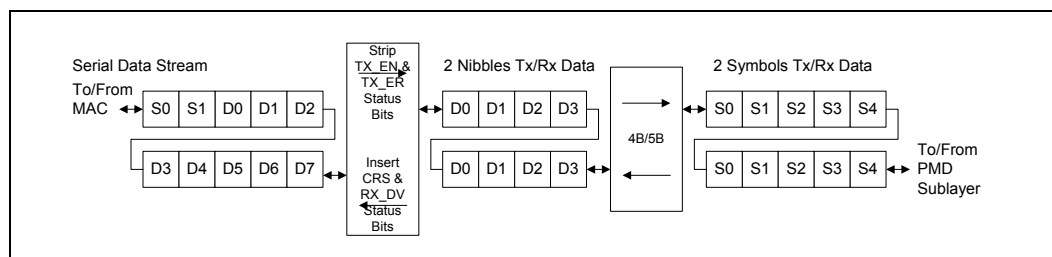 Serial Data Stream
To/From
MAC
S0 S1 D0 D1 D2
D3 D4 D5 D6 D7
Strip
TX_EN &
TX_ER
Status
Bits
Insert
CRS &
RX_DV
Status
Bits
2 Nibbles Tx/Rx Data
D0 D1 D2 D3
D0 D1 D2 D3
4B/5B
2 Symbols Tx/Rx Data
S0 S1 S2 S3 S4
S0 S1 S2 S3 S4
To/From
PMD
Sublayer